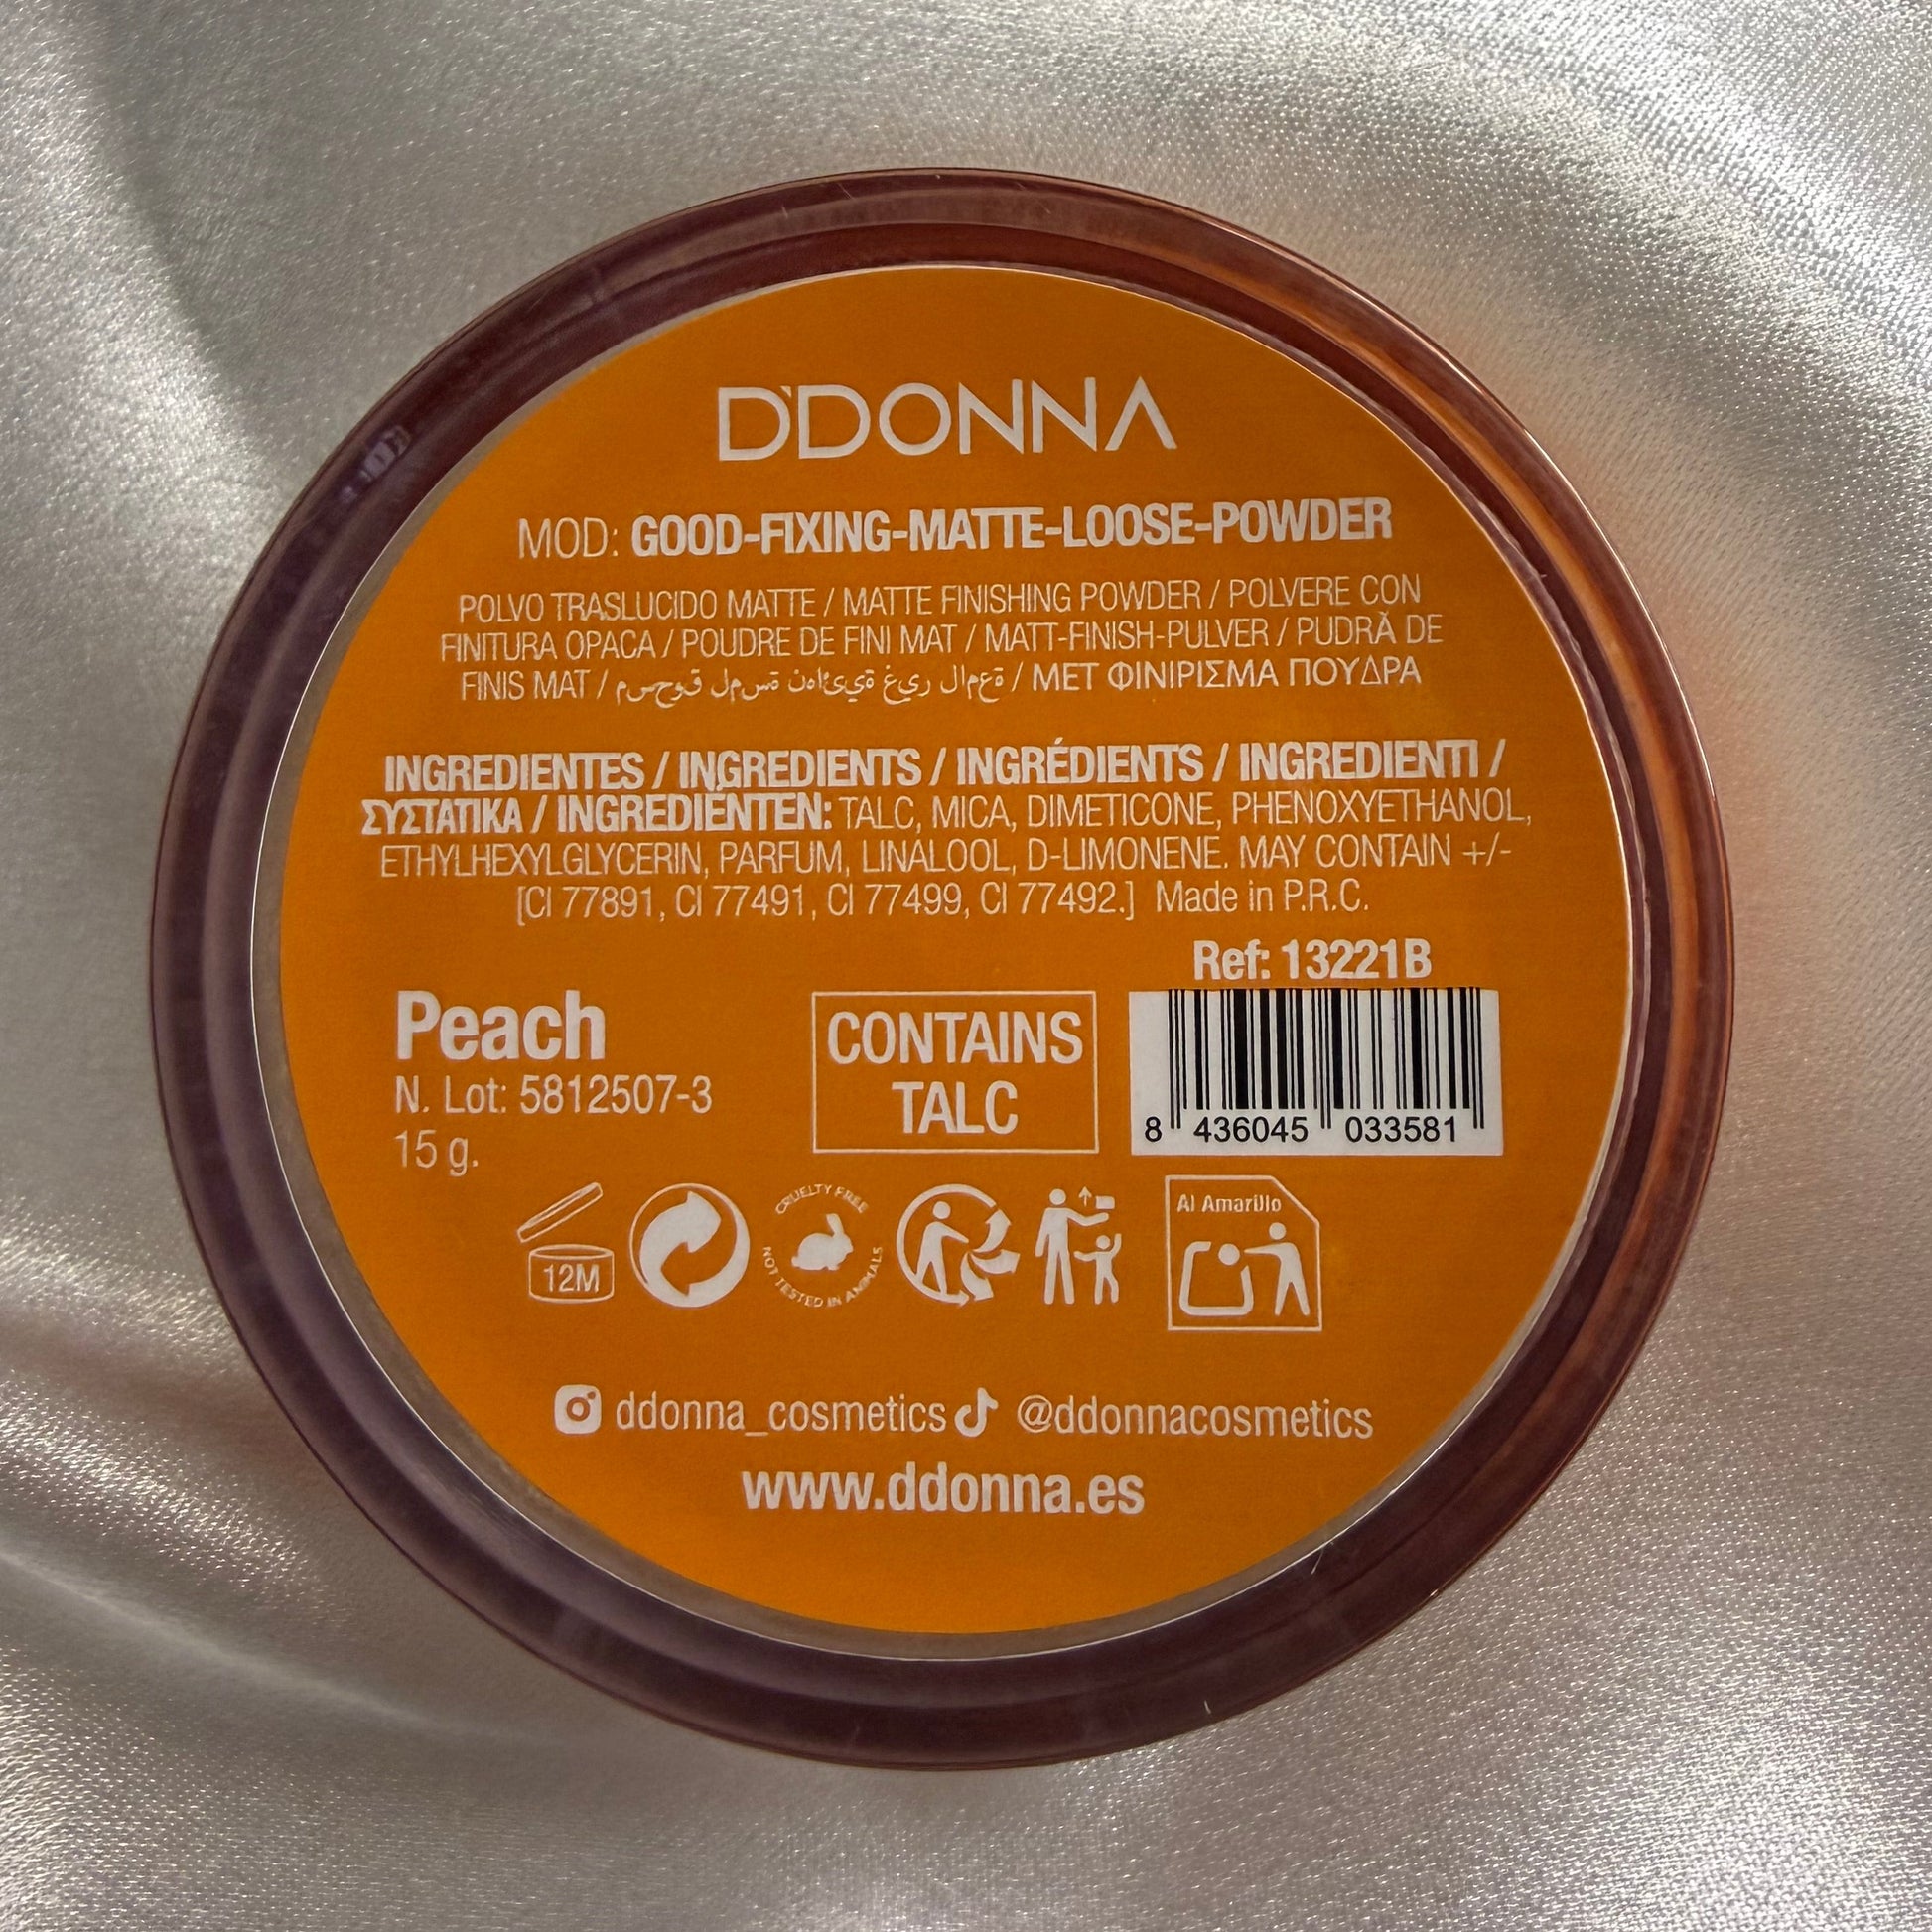 D'DONNA
MOD: GOOD-FIXING-MATTE-LOOSE-POWDER
POLVO TRASLUCIDO MATTE / MATTE FINISHING POWDER / POLVERE CON
FINITURA OPACA / POUDRE DE FINI MAT / MATT-FINISH-PULVER / PUDRĂ DE
FINIS MAT / / ΜΕΤ ΦΙΝΙΡΙΣΜΑ ΠΟΥΔΡΑ
INGREDIENTES / INGREDIENTS / INGRÉDIENTS / INGREDIENTI /
ΣΥΣΤΑΤΙΚΑ / INGREDIËNTEN: TALC, MICA, DIMETICONE, PHENOXYETHANOL,
ETHYLHEXYLGLYCERIN, PARFUM, LINALOOL, D-LIMONENE. MAY CONTAIN +/-
[CI 77891, CI 77491, CI 77499, CI 77492.] Made in P.R.C.
Ref: 13221B
Peach
N. Lot: 5812507-3
15 g.
CONTAINS
TALC
8 436045 033581
12M
CRUELTY FREE
NOT TESTED IN ANIMALS
Al Amarillo
ddonna_cosmetics @ddonnacosmetics
www.ddonna.es